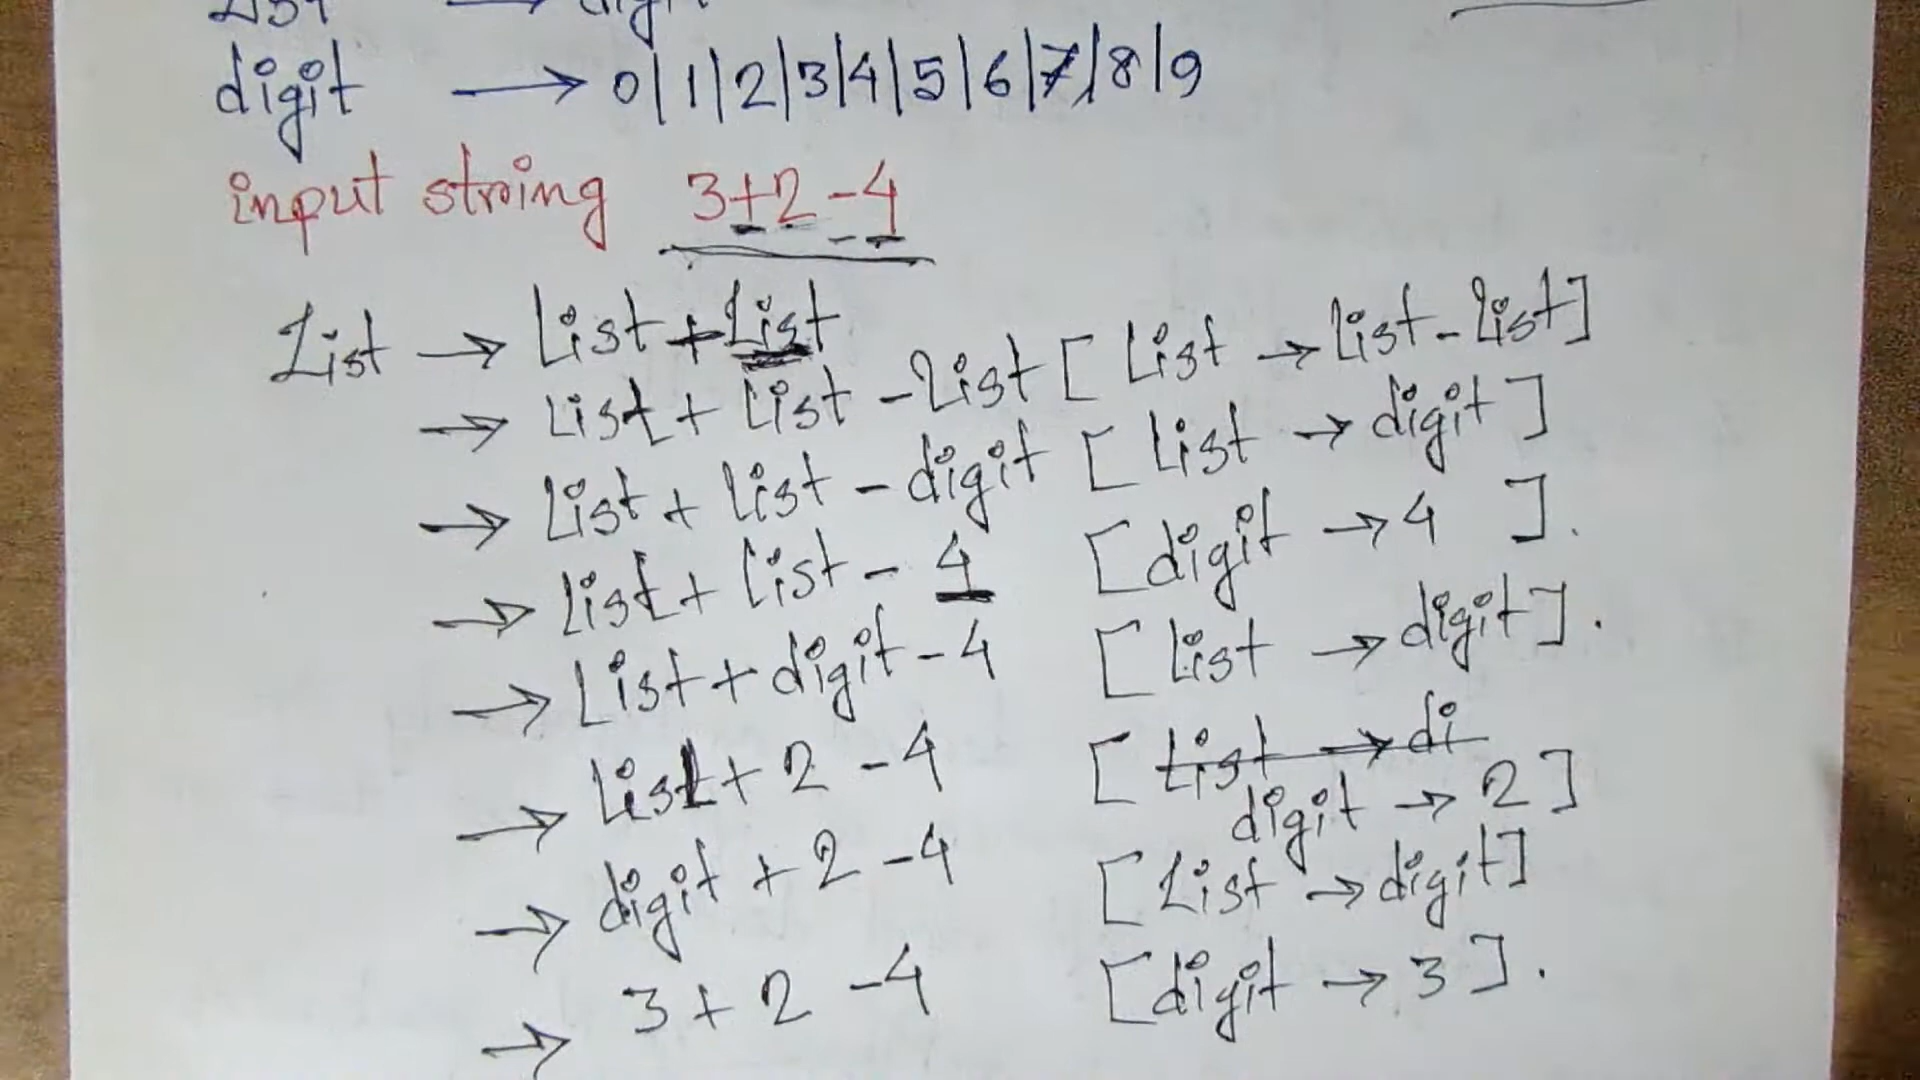 List → digit
digit → 0|1|2|3|4|5|6|7|8|9
input string 3+2-4
List → List + List
→ List + List - List [ List → List - List ]
→ List + List - digit [ List → digit ]
→ List + List - 4 [ digit → 4 ].
→ List + digit - 4 [ List → digit ].
→ List + 2 - 4 [ List → di
digit → 2 ]
→ digit + 2 - 4 [ List → digit ]
→ 3 + 2 - 4 [ digit → 3 ].